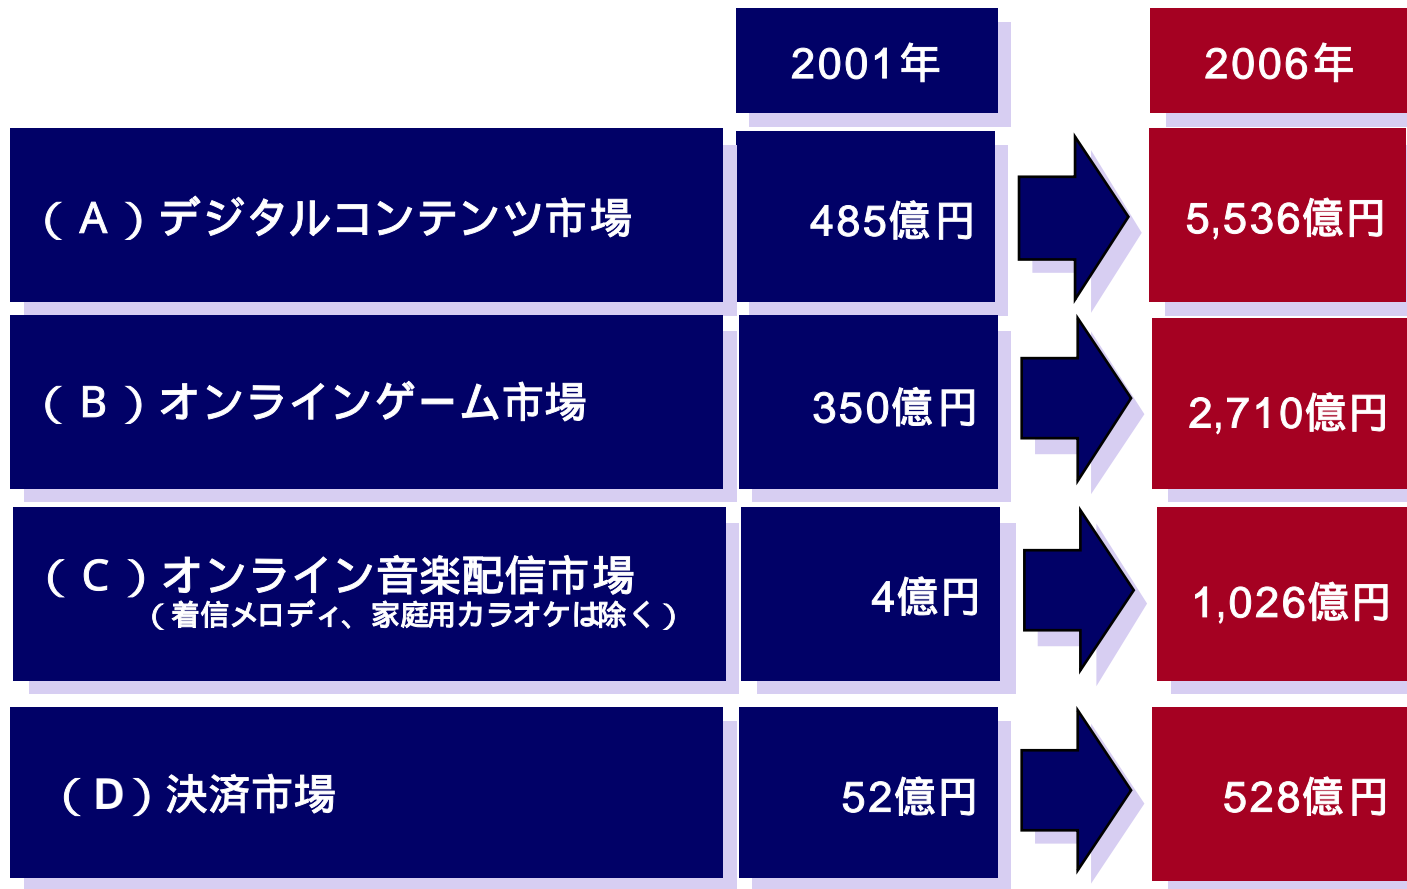 2001年 2006年
（A）デジタルコンテンツ市場 485億円 5,536億円
（B）オンラインゲーム市場 350億円 2,710億円
（C）オンライン音楽配信市場 4億円 1,026億円
（着信メロディ、家庭用カラオケは除く）
（D）決済市場 52億円 528億円